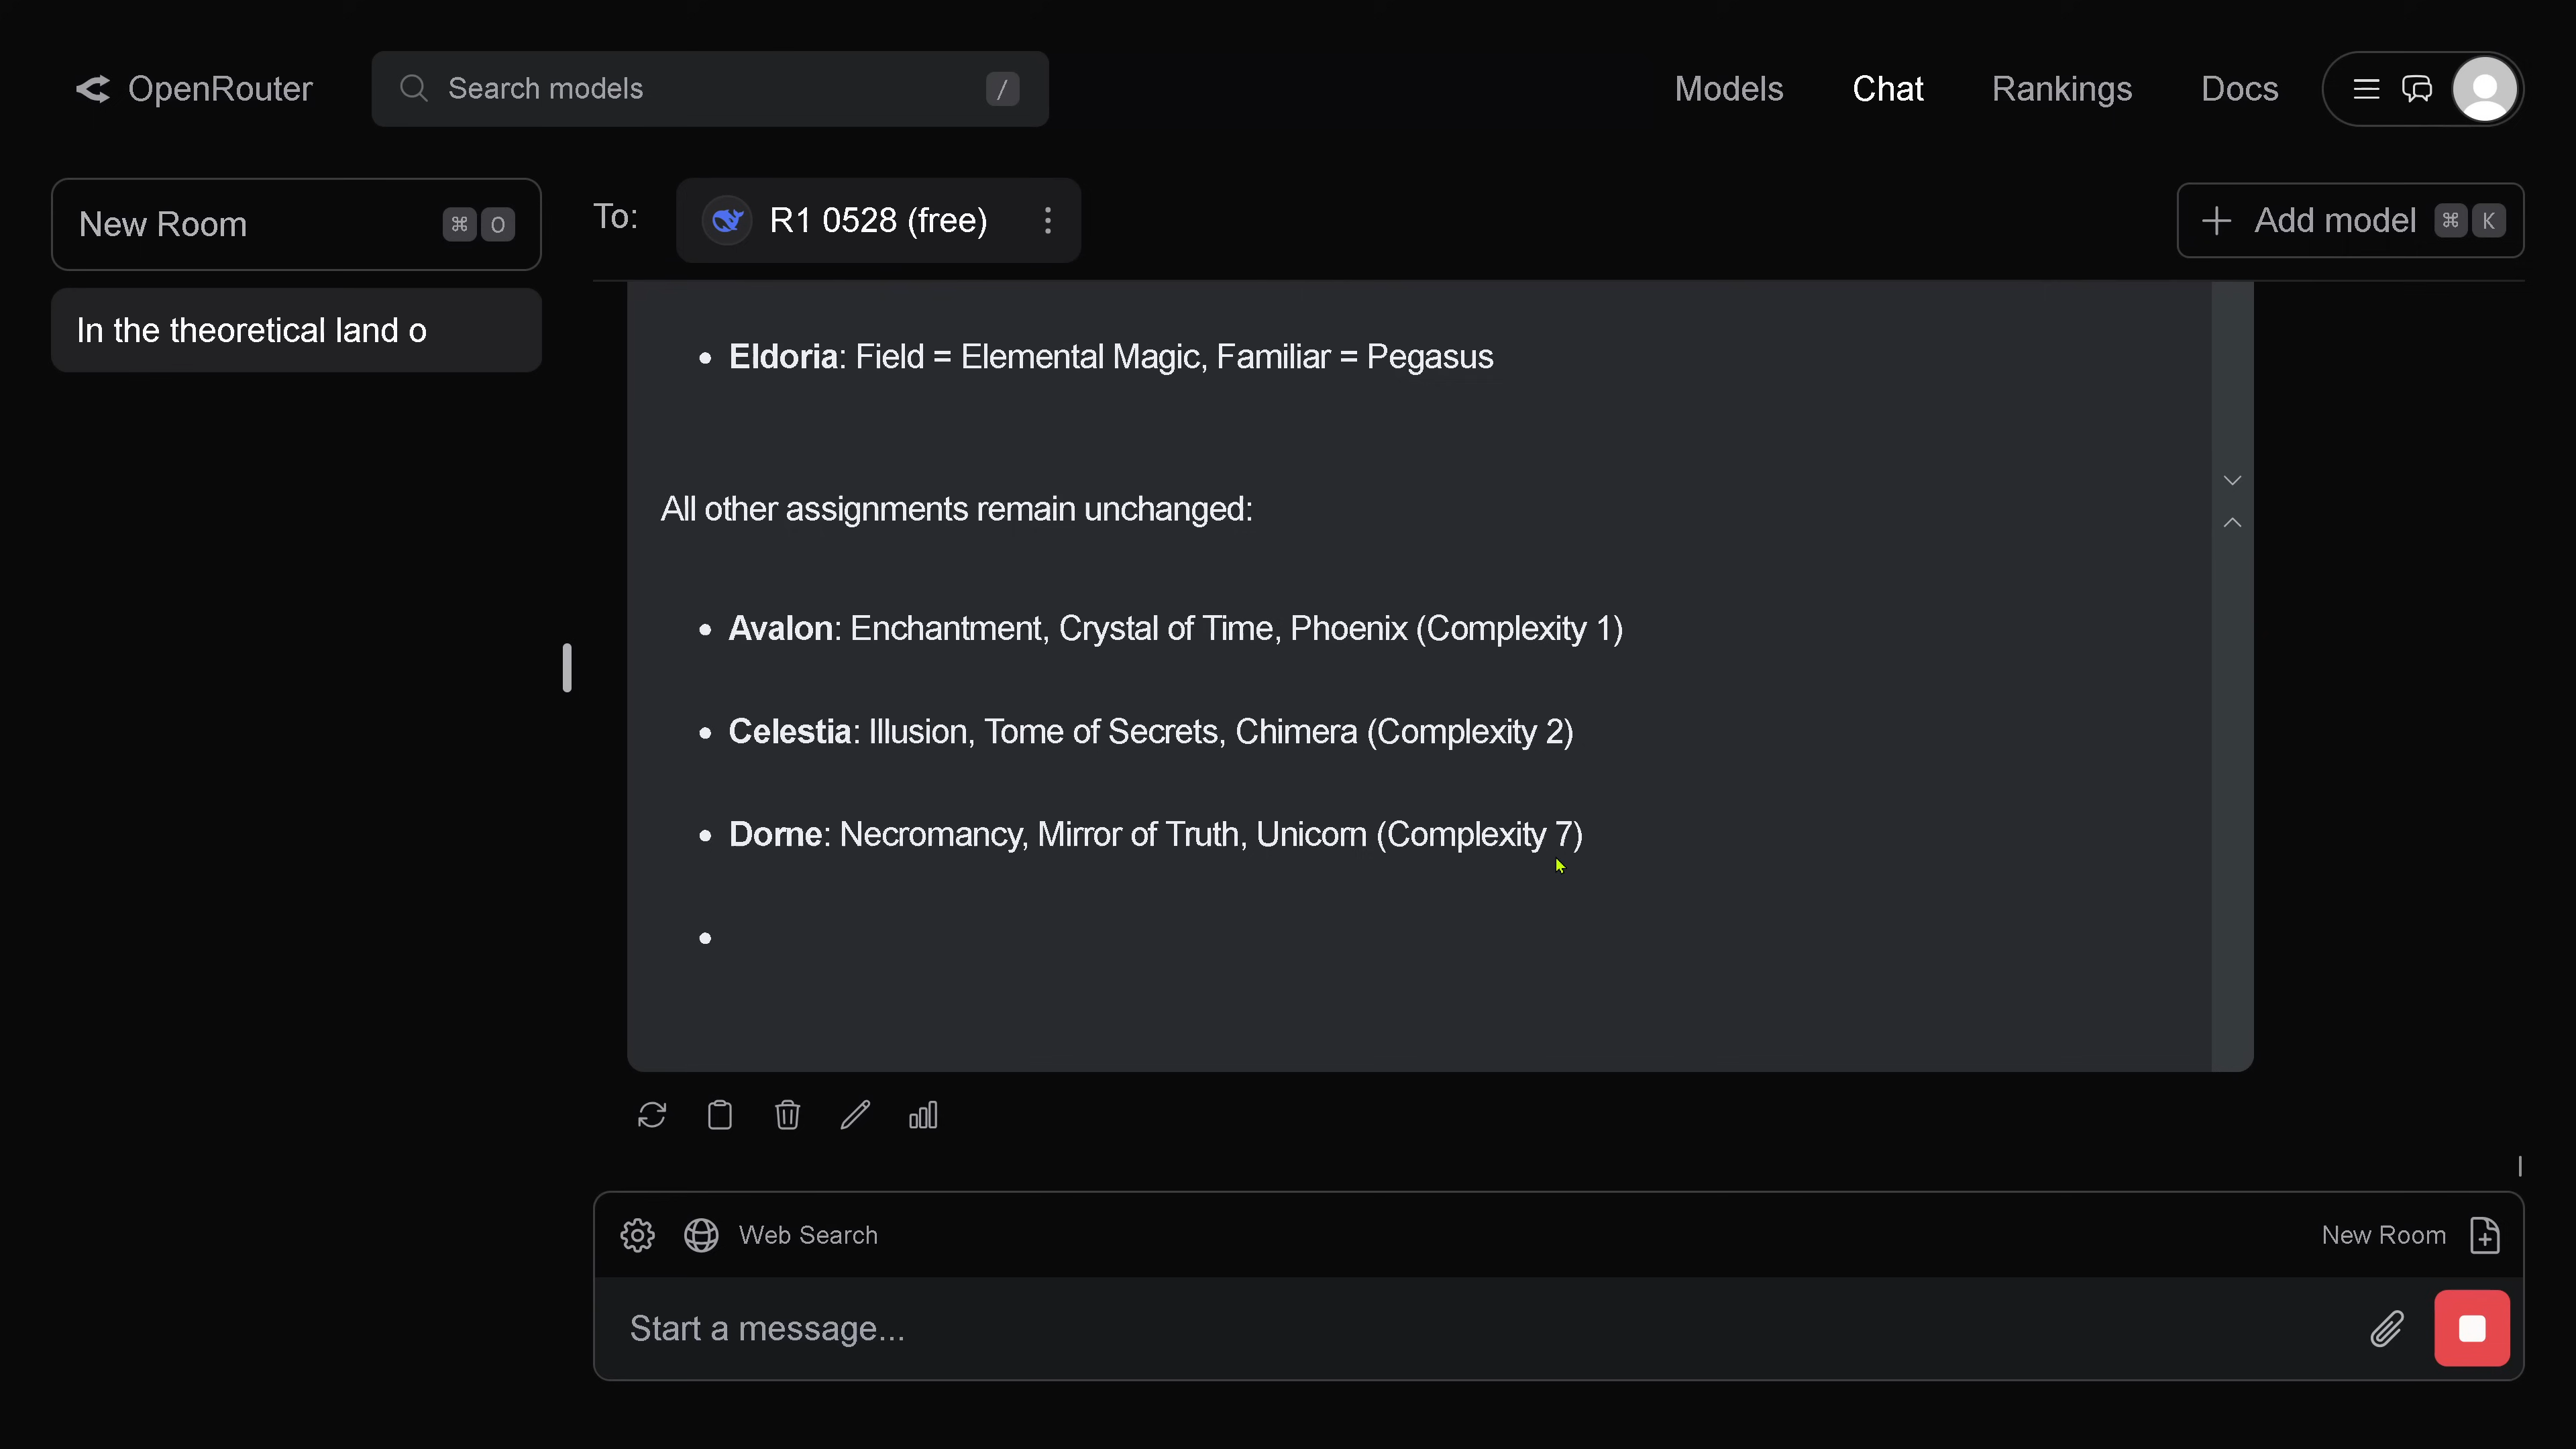 OpenRouter
Search models
/
Models
Chat
Rankings
Docs
New Room
⌘ O
To:
R1 0528 (free)
Add model
⌘ K
In the theoretical land o
• Eldoria: Field = Elemental Magic, Familiar = Pegasus
All other assignments remain unchanged:
• Avalon: Enchantment, Crystal of Time, Phoenix (Complexity 1)
• Celestia: Illusion, Tome of Secrets, Chimera (Complexity 2)
• Dorne: Necromancy, Mirror of Truth, Unicorn (Complexity 7)
•
Web Search
New Room
Start a message...